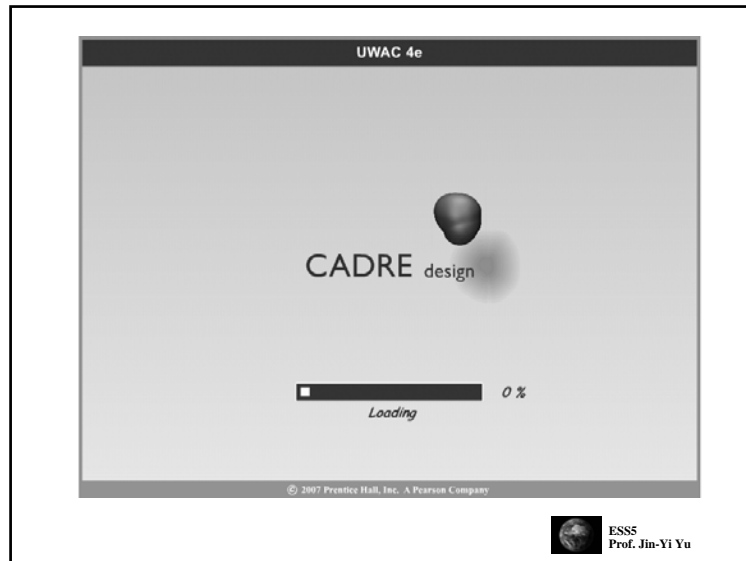 UWAC 4e
CADRE design
0 %
Loading
© 2007 Prentice Hall, Inc. A Pearson Company
ESS5
Prof. Jin-Yi Yu